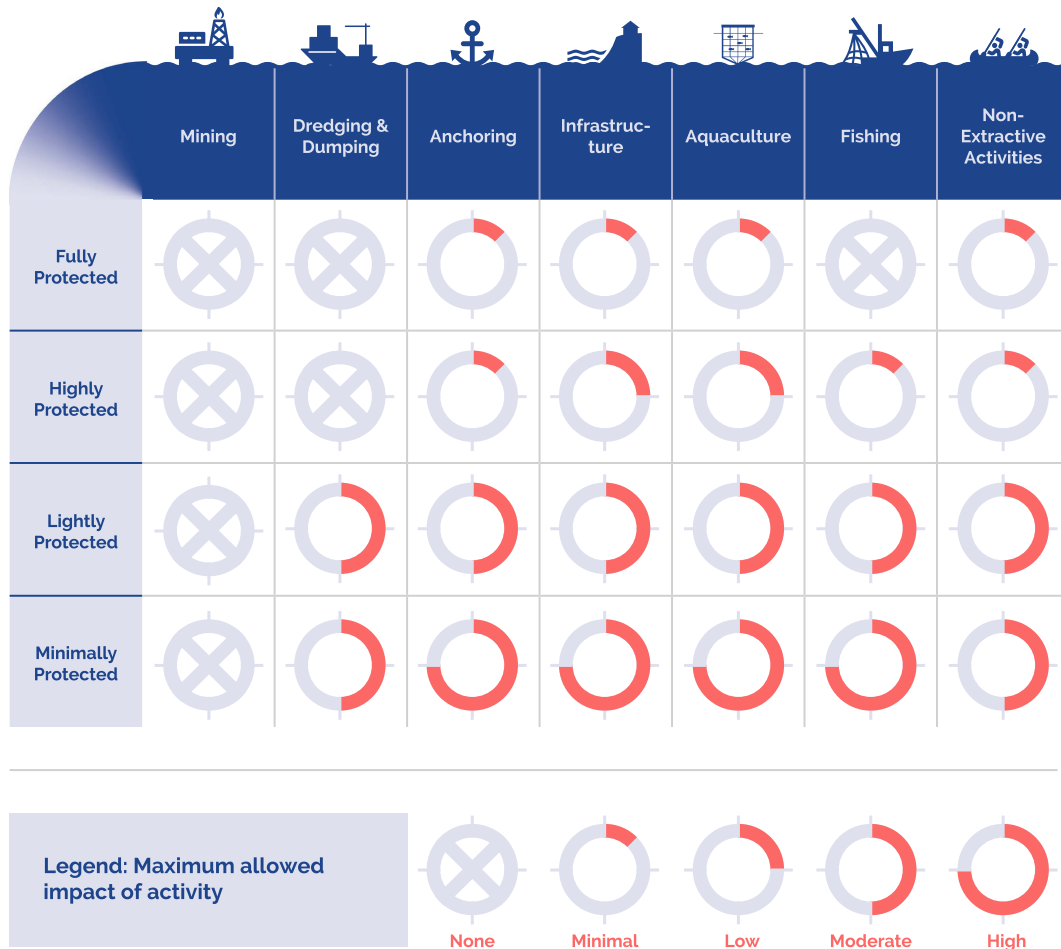 Mining
Dredging &
Dumping
Anchoring
Infrastruc-
ture
Aquaculture
Fishing
Non-
Extractive
Activities
Fully
Protected
Highly
Protected
Lightly
Protected
Minimally
Protected
Legend: Maximum allowed
impact of activity
None
Minimal
Low
Moderate
High